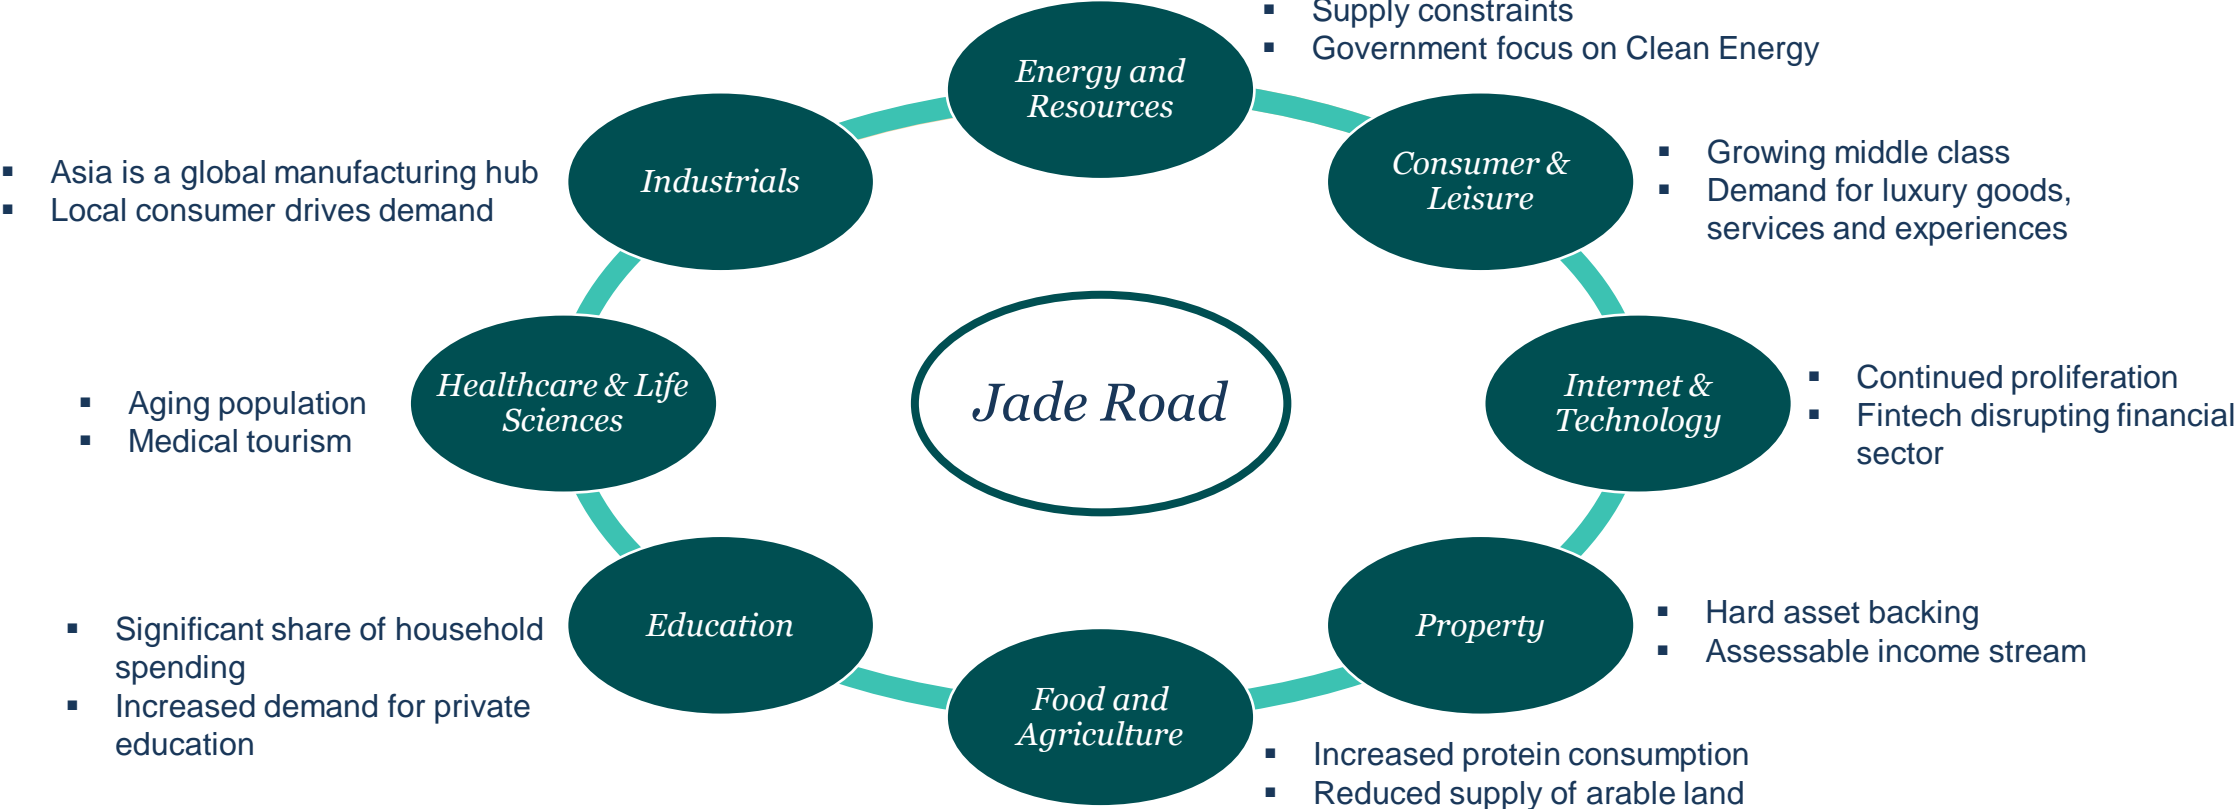 ▪ Supply constraints
▪ Government focus on Clean Energy
Energy and
Resources
Consumer &
Leisure
▪ Growing middle class
▪ Demand for luxury goods,
services and experiences
Internet &
Technology
▪ Continued proliferation
▪ Fintech disrupting financial
sector
Property
▪ Hard asset backing
▪ Assessable income stream
Food and
Agriculture
▪ Increased protein consumption
▪ Reduced supply of arable land
Education
▪ Significant share of household
spending
▪ Increased demand for private
education
Healthcare & Life
Sciences
▪ Aging population
▪ Medical tourism
Industrials
▪ Asia is a global manufacturing hub
▪ Local consumer drives demand
Jade Road